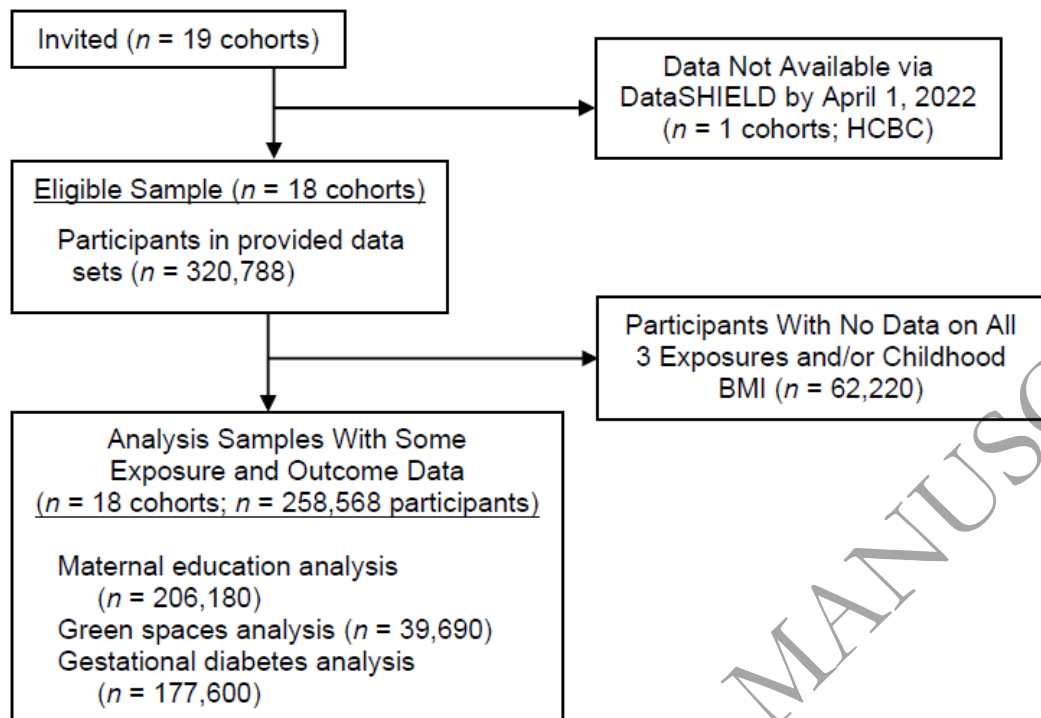 Invited (n = 19 cohorts)
Data Not Available via
DataSHIELD by April 1, 2022
(n = 1 cohorts; HCBC)
Eligible Sample (n = 18 cohorts)
Participants in provided data
sets (n = 320,788)
Participants With No Data on All
3 Exposures and/or Childhood
BMI (n = 62,220)
Analysis Samples With Some
Exposure and Outcome Data
(n = 18 cohorts; n = 258,568 participants)
Maternal education analysis
(n = 206,180)
Green spaces analysis (n = 39,690)
Gestational diabetes analysis
(n = 177,600)
MANUSC